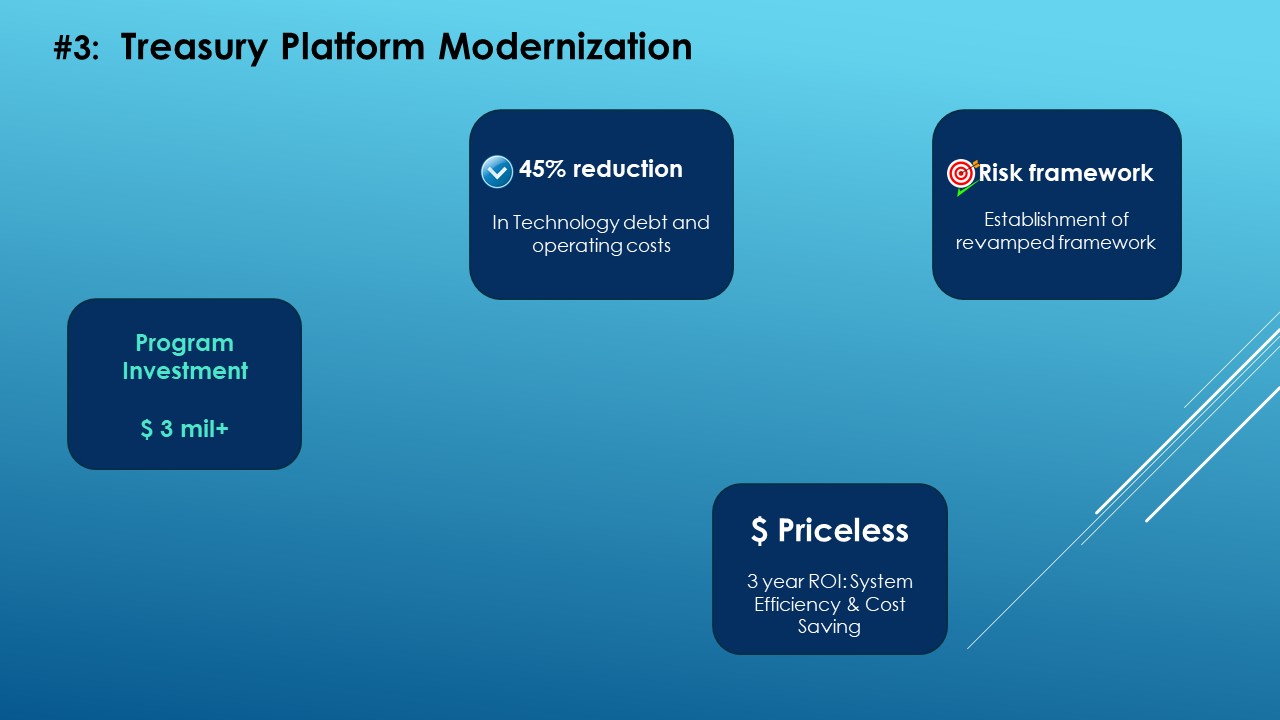 #3: Treasury Platform Modernization
45% reduction
In Technology debt and
operating costs
Risk framework
Establishment of
revamped framework
Program
Investment
$ 3 mil+
$ Priceless
3 year ROI: System
Efficiency & Cost
Saving